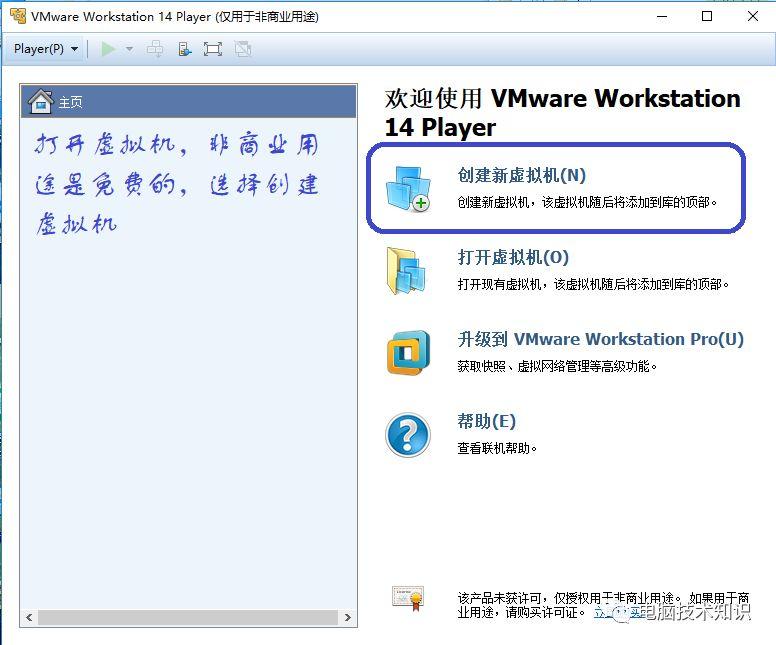 VMware Workstation 14 Player (仅用于非商业用途)
Player(P)
主页
打开虚拟机，非商业用
途是免费的，选择创建
虚拟机
欢迎使用 VMware Workstation
14 Player
创建新虚拟机(N)
创建新虚拟机，该虚拟机随后将添加到库的顶部。
打开虚拟机(O)
打开现有虚拟机，该虚拟机随后将添加到库的顶部。
升级到 VMware Workstation Pro(U)
获取快照、虚拟网络管理等高级功能。
帮助(E)
查看联机帮助。
该产品未获许可，仅授权用于非商业用途。 如果用于商
业用途，请购买许可证。 立
电脑技术知识